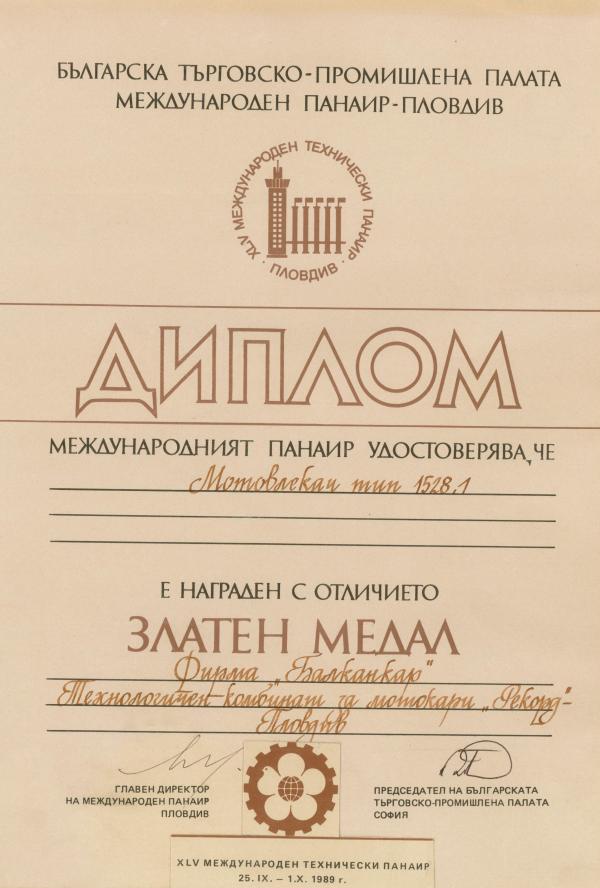 БЪЛГАРСКА ТЪРГОВСКО-ПРОМИШЛЕНА ПАЛАТА
МЕЖДУНАРОДЕН ПАНАИР-ПЛОВДИВ
XLV МЕЖДУНАРОДЕН ТЕХНИЧЕСКИ ПАНАИР · ПЛОВДИВ ·
ДИПЛОМ
МЕЖДУНАРОДНИЯТ ПАНАИР УДОСТОВЕРЯВА, ЧЕ
Мотовлекач тип 1528.1
Е НАГРАДЕН С ОТЛИЧИЕТО
ЗЛАТЕН МЕДАЛ
Фирма „Балканкар"
Технологичен комбинат за мотокари „Рекорд"-
Пловдив
ГЛАВЕН ДИРЕКТОР
НА МЕЖДУНАРОДЕН ПАНАИР
ПЛОВДИВ
ПРЕДСЕДАТЕЛ НА БЪЛГАРСКАТА
ТЪРГОВСКО-ПРОМИШЛЕНА ПАЛАТА
СОФИЯ
XLV МЕЖДУНАРОДЕН ТЕХНИЧЕСКИ ПАНАИР
25. IX. – 1.X. 1989 г.